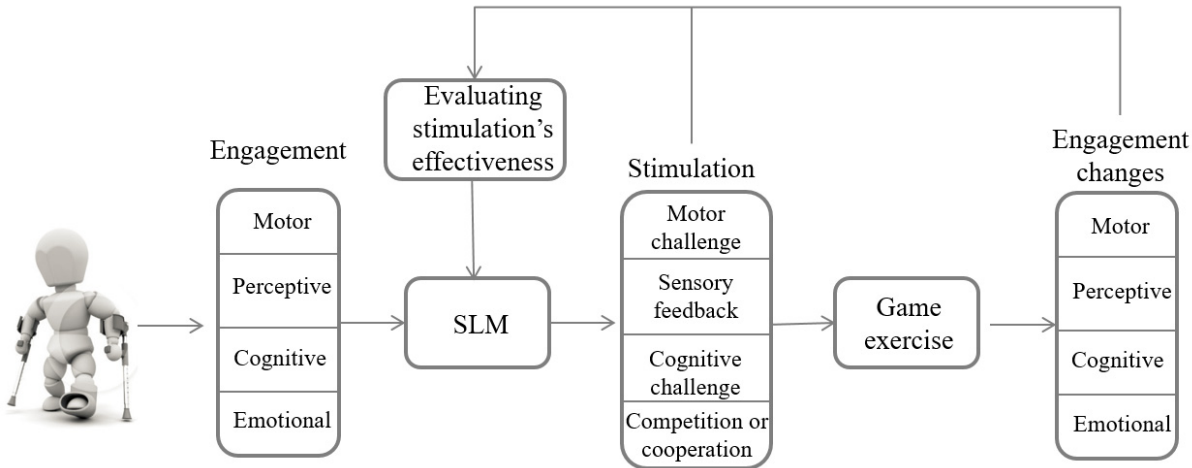 Engagement
Motor
Perceptive
Cognitive
Emotional
Evaluating
stimulation's
effectiveness
SLM
Stimulation
Motor
challenge
Sensory
feedback
Cognitive
challenge
Competition or
cooperation
Game
exercise
Engagement
changes
Motor
Perceptive
Cognitive
Emotional